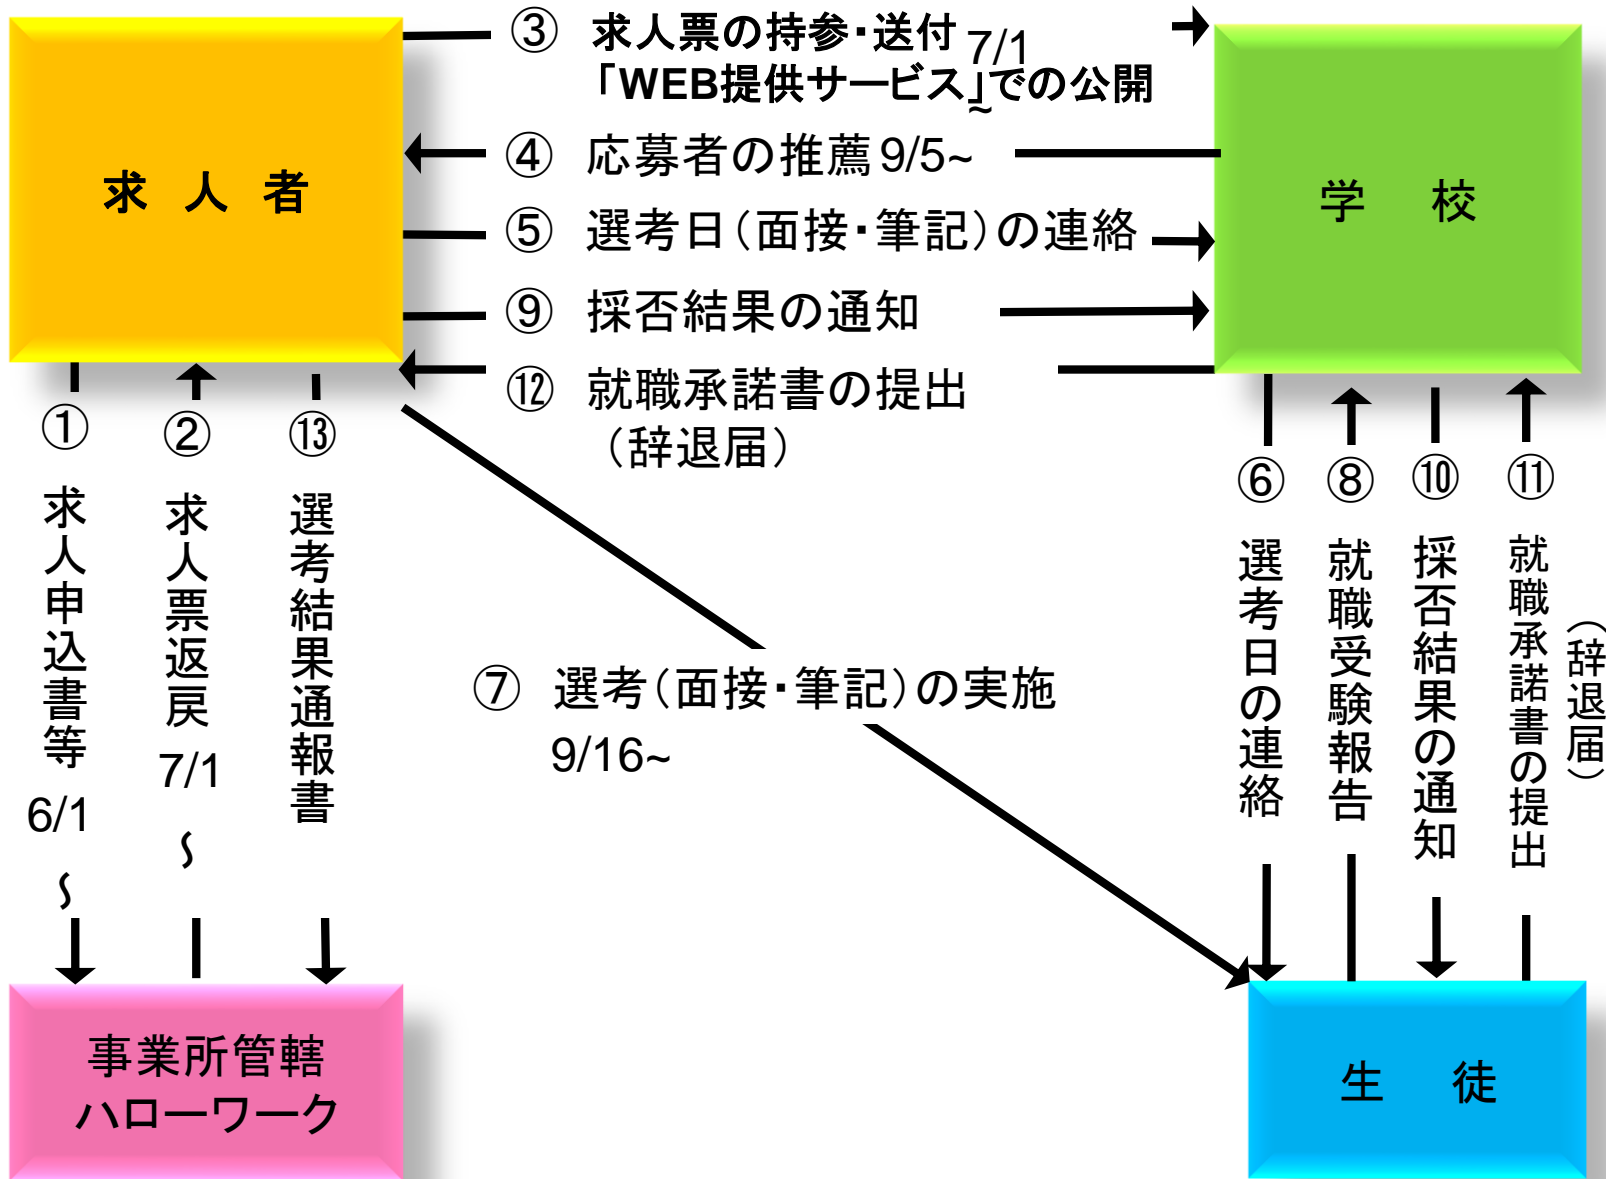 求 人 者
③ 求人票の持参・送付 7/1
「WEB提供サービス」での公開
~
④ 応募者の推薦 9/5~
⑤ 選考日（面接・筆記）の連絡
⑨ 採否結果の通知
⑫ 就職承諾書の提出
（辞退届）
学 校
① 求人申込書等 6/1 ～
② 求人票返戻 7/1 ～
⑬ 選考結果通報書
⑦ 選考（面接・筆記）の実施
9/16~
⑥ 選考日の連絡
⑧ 就職受験報告
⑩ 採否結果の通知
⑪ 就職承諾書の提出
（辞退届）
事業所管轄
ハローワーク
生 徒